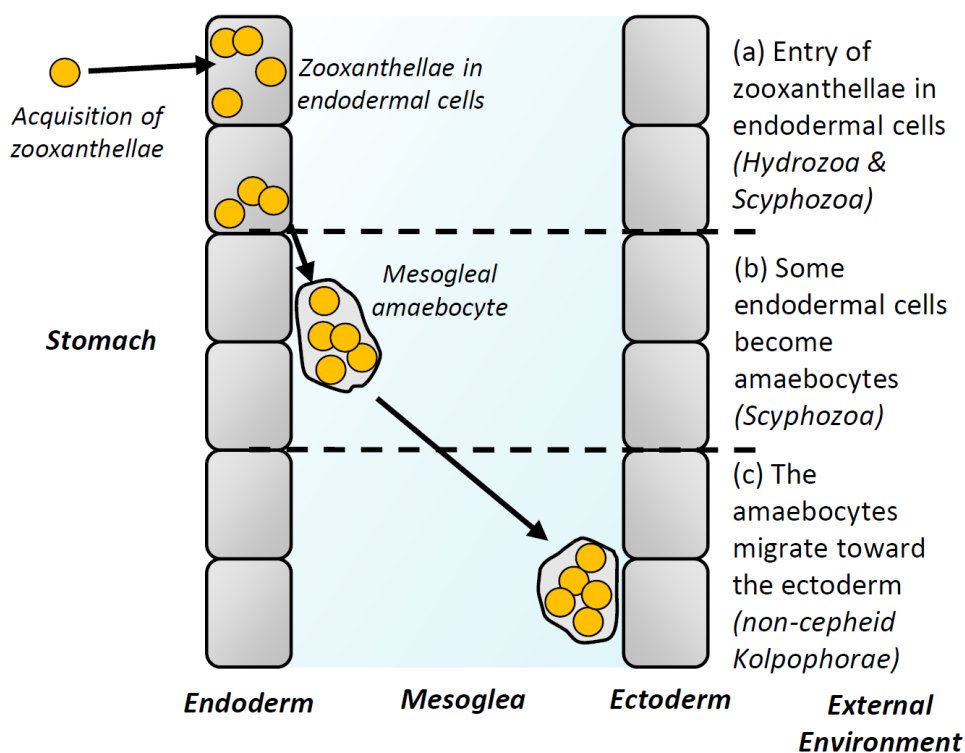 Acquisition of
zooxanthellae
Zooxanthellae in
endodermal cells
(a) Entry of
zooxanthellae in
endodermal cells
(Hydrozoa &
Scyphozoa)
Mesogleal
amaebocyte
(b) Some
endodermal cells
become
amaebocytes
(Scyphozoa)
Stomach
(c) The
amaebocytes
migrate toward
the ectoderm
(non-cepheid
Kolpophorae)
Endoderm
Mesoglea
Ectoderm
External
Environment